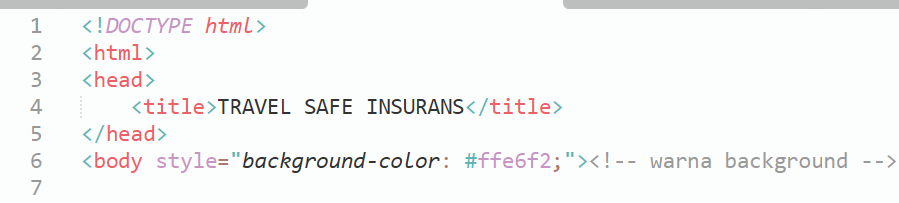 1 <!DOCTYPE html>
2 <html>
3 <head>
4 <title>TRAVEL SAFE INSURANS</title>
5 </head>
6 <body style="background-color: #ffe6f2;"><!-- warna background -->
7